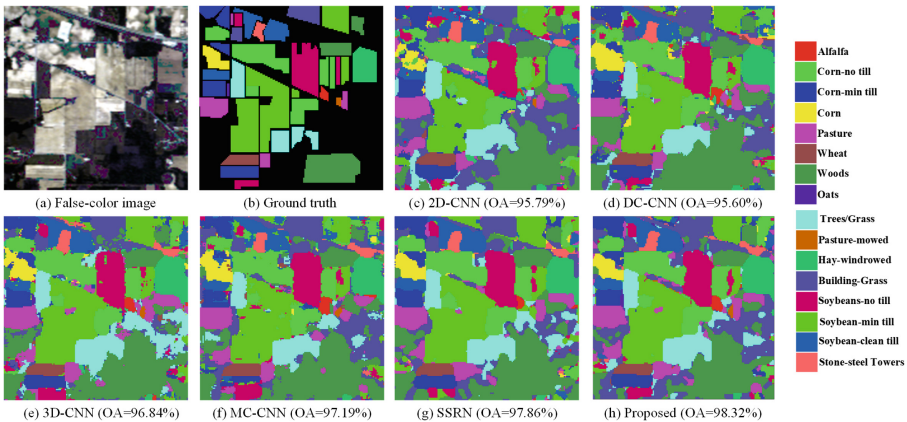 (a) False-color image
(b) Ground truth
(c) 2D-CNN (OA=95.79%)
(d) DC-CNN (OA=95.60%)
(e) 3D-CNN (OA=96.84%)
(f) MC-CNN (OA=97.19%)
(g) SSRN (OA=97.86%)
(h) Proposed (OA=98.32%)
Alfalfa
Corn-no till
Corn-min till
Corn
Pasture
Wheat
Woods
Oats
Trees/Grass
Pasture-mowed
Hay-windrowed
Building-Grass
Soybeans-no till
Soybean-min till
Soybean-clean till
Stone-steel Towers